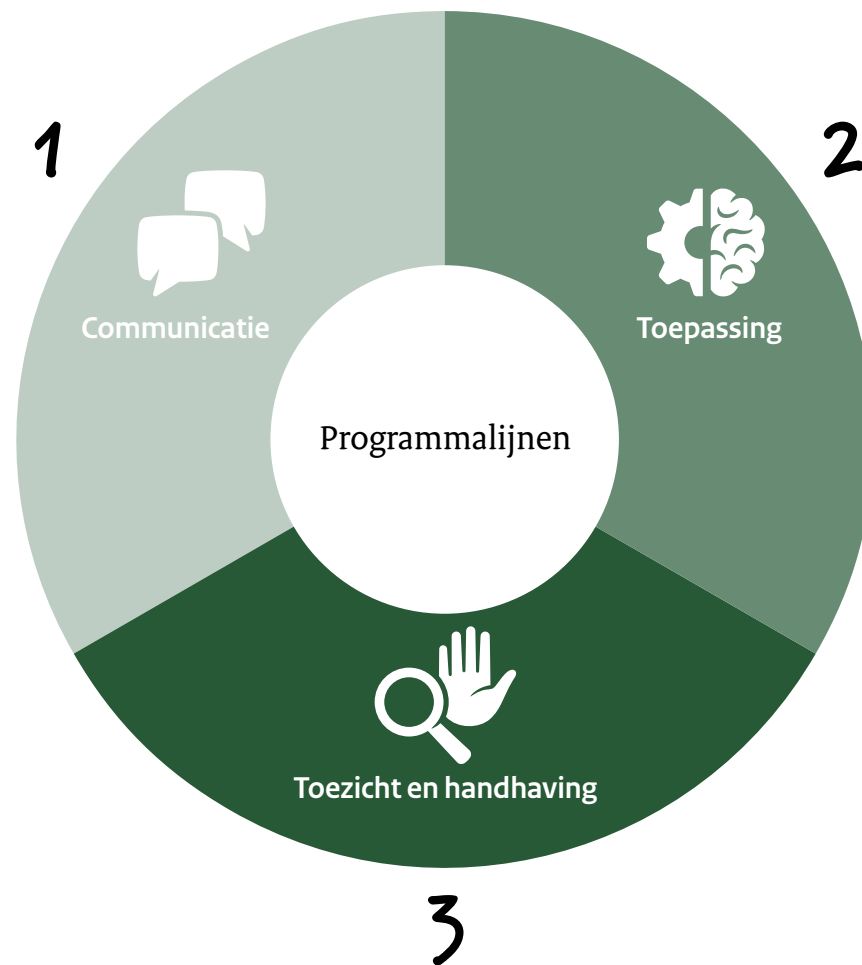 1
2
Communicatie
Toepassing
Programmalijnen
Toezicht en handhaving
3